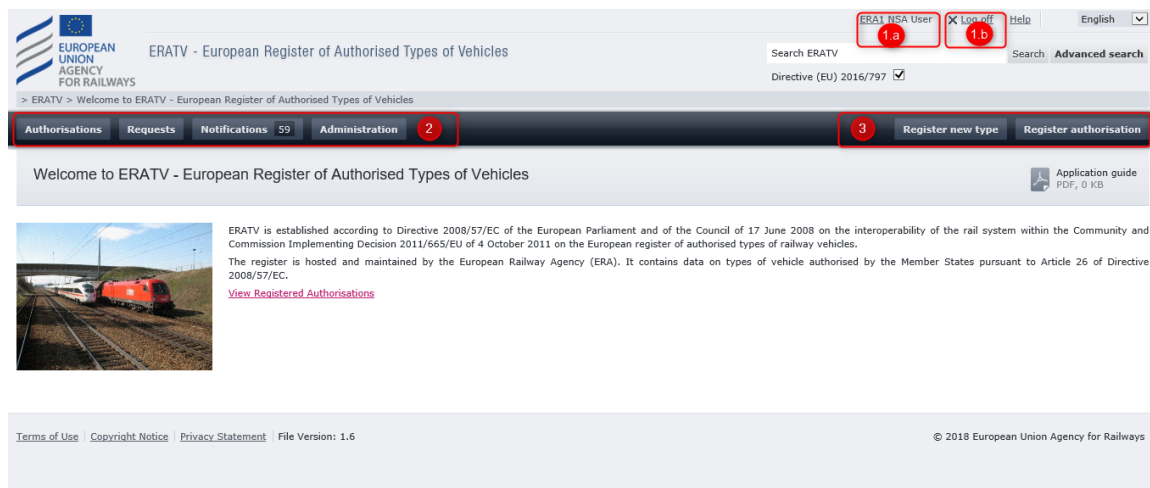 ERA1 NSA User Log off Help English
1.a 1.b
EUROPEAN
UNION
AGENCY
FOR RAILWAYS
ERATV - European Register of Authorised Types of Vehicles
Search ERATV Search Advanced search
Directive (EU) 2016/797
> ERATV > Welcome to ERATV - European Register of Authorised Types of Vehicles
Authorisations Requests Notifications 59 Administration 2 3 Register new type Register authorisation
Welcome to ERATV - European Register of Authorised Types of Vehicles
Application guide
PDF, 0 KB
ERATV is established according to Directive 2008/57/EC of the European Parliament and of the Council of 17 June 2008 on the interoperability of the rail system within the Community and
Commission Implementing Decision 2011/665/EU of 4 October 2011 on the European register of authorised types of railway vehicles.
The register is hosted and maintained by the European Railway Agency (ERA). It contains data on types of vehicle authorised by the Member States pursuant to Article 26 of Directive
2008/57/EC.
View Registered Authorisations
Terms of Use Copyright Notice Privacy Statement File Version: 1.6 © 2018 European Union Agency for Railways